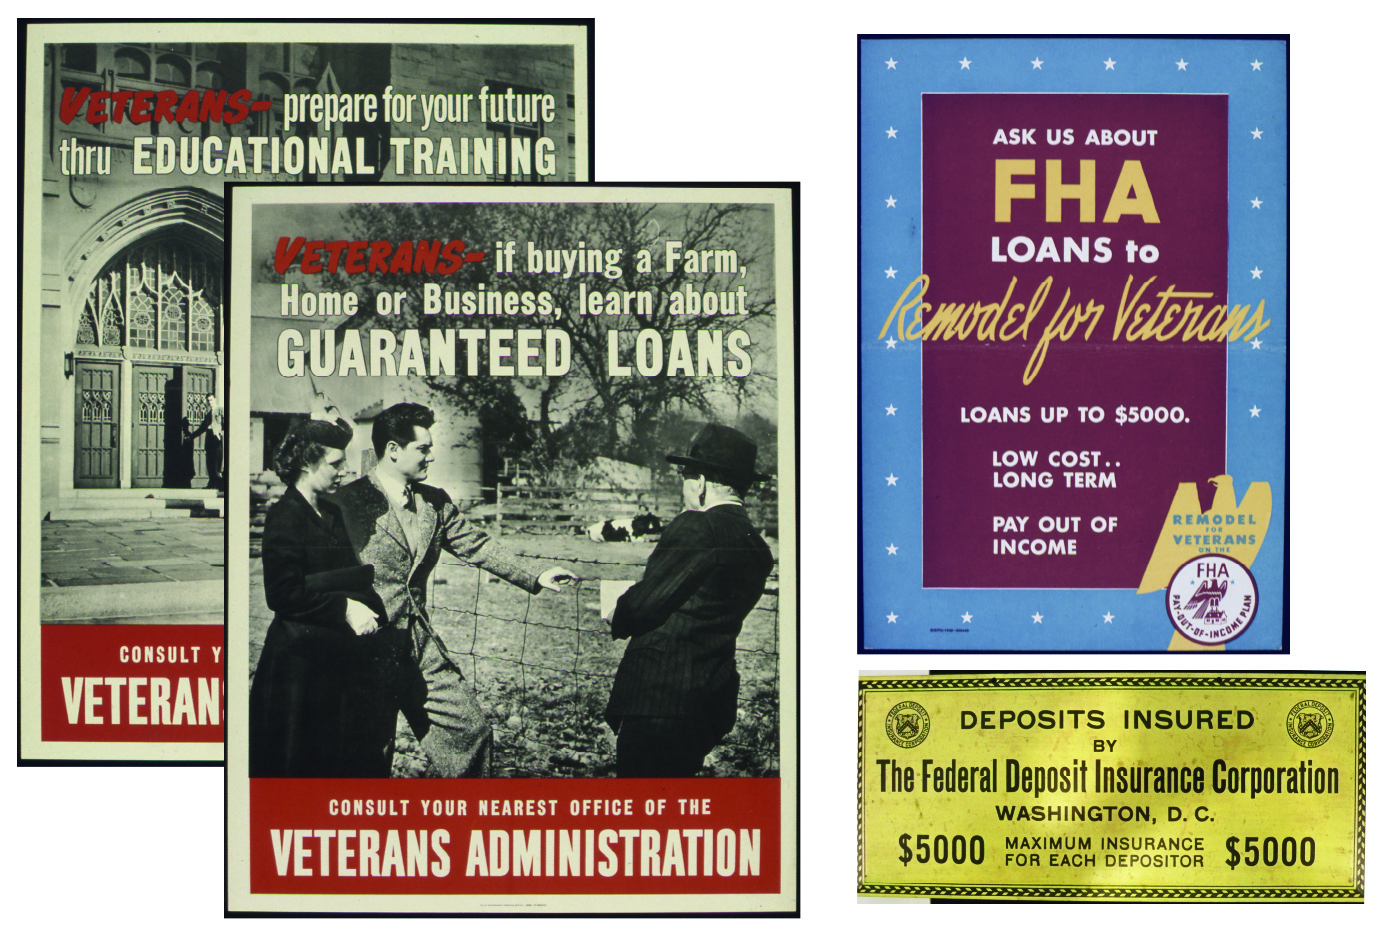 VETERANS- prepare for your future
thru EDUCATIONAL TRAINING
CONSULT Y
VETERAN
VETERANS- if buying a Farm,
Home or Business, learn about
GUARANTEED LOANS
CONSULT YOUR NEAREST OFFICE OF THE
VETERANS ADMINISTRATION
ASK US ABOUT
FHA
LOANS to
Remodel for Veterans
LOANS UP TO $5000.
LOW COST..
LONG TERM
PAY OUT OF
INCOME
REMODEL
FOR
VETERANS
ON THE
FHA
PAY-OUT-OF-INCOME PLAN
DEPOSITS INSURED
BY
The Federal Deposit Insurance Corporation
WASHINGTON, D. C.
$5000 MAXIMUM INSURANCE FOR EACH DEPOSITOR $5000
FEDERAL DEPOSIT INSURANCE CORPORATION
FEDERAL DEPOSIT INSURANCE CORPORATION